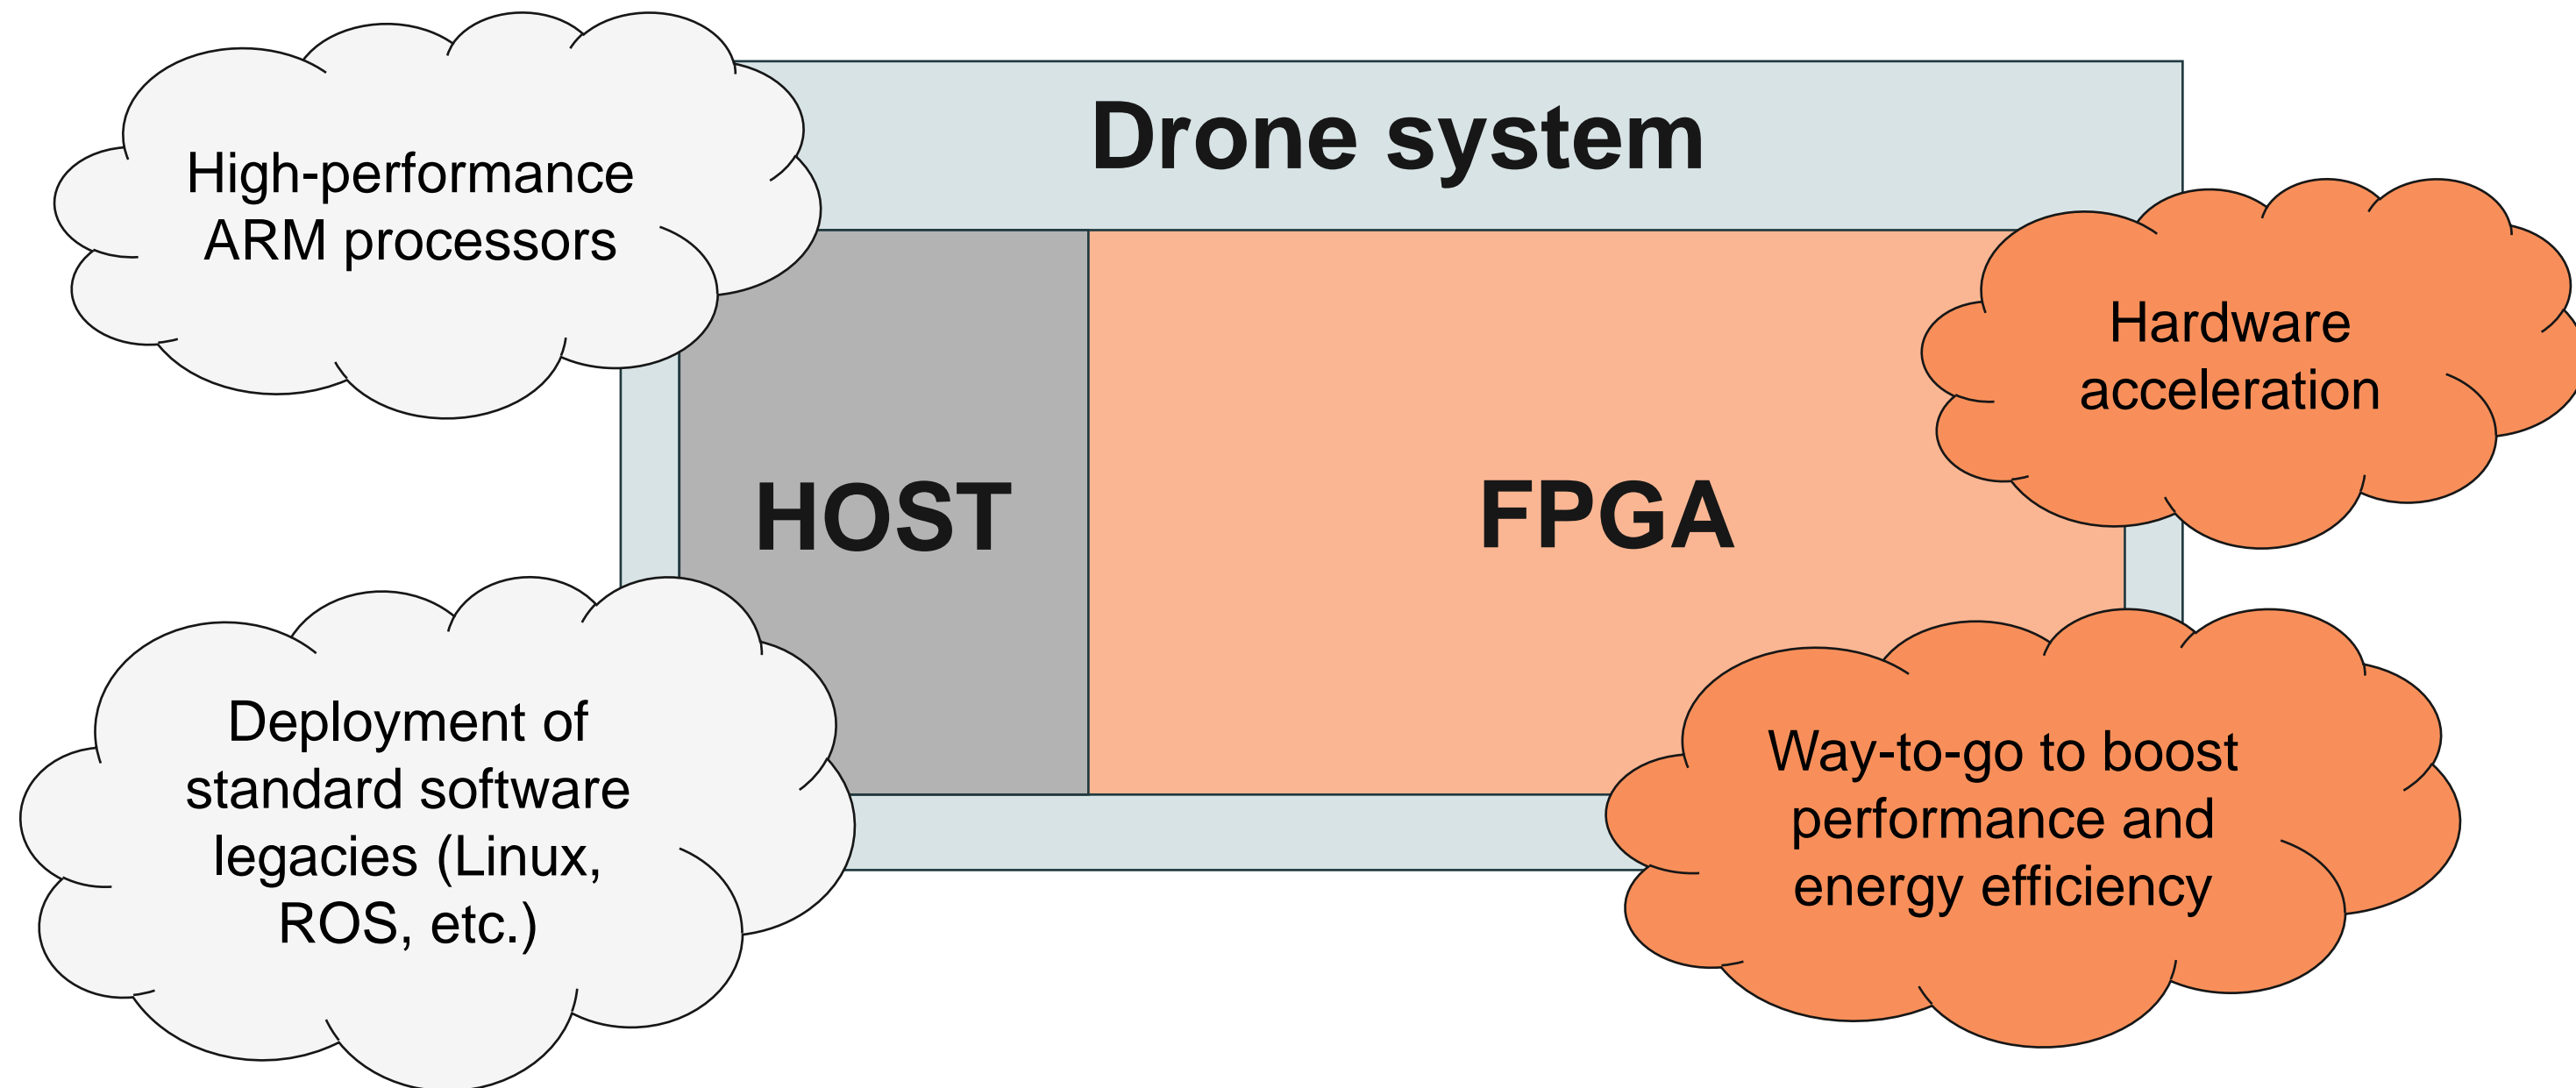 Drone system
High-performance
ARM processors
HOST
FPGA
Hardware
acceleration
Deployment of
standard software
legacies (Linux,
ROS, etc.)
Way-to-go to boost
performance and
energy efficiency